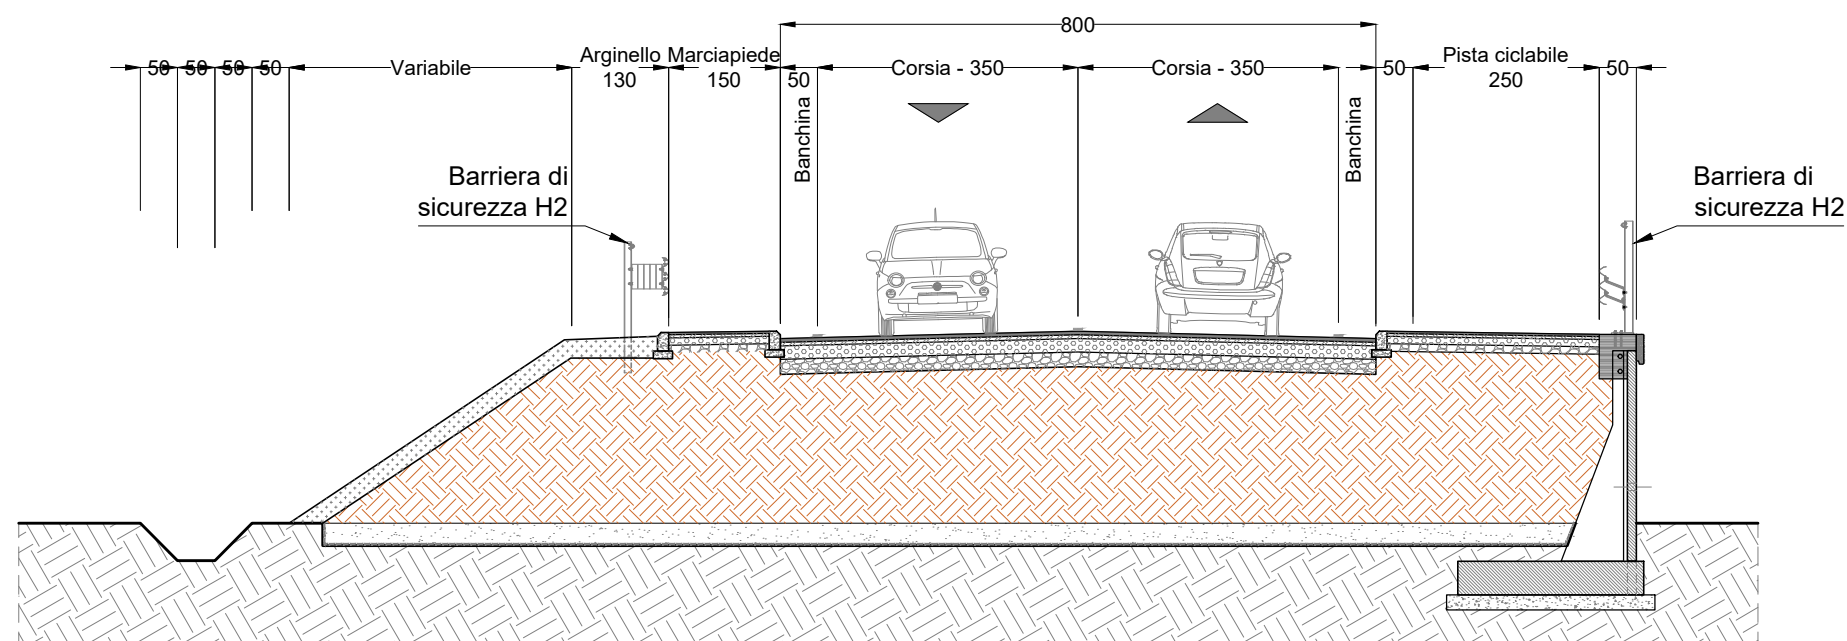 800
Arginello Marciapiede
Pista ciclabile
50 50 50 50 Variabile 130 150 50 Corsia - 350 Corsia - 350 50 250 50
Banchina
Banchina
Barriera di
sicurezza H2
Barriera di
sicurezza H2